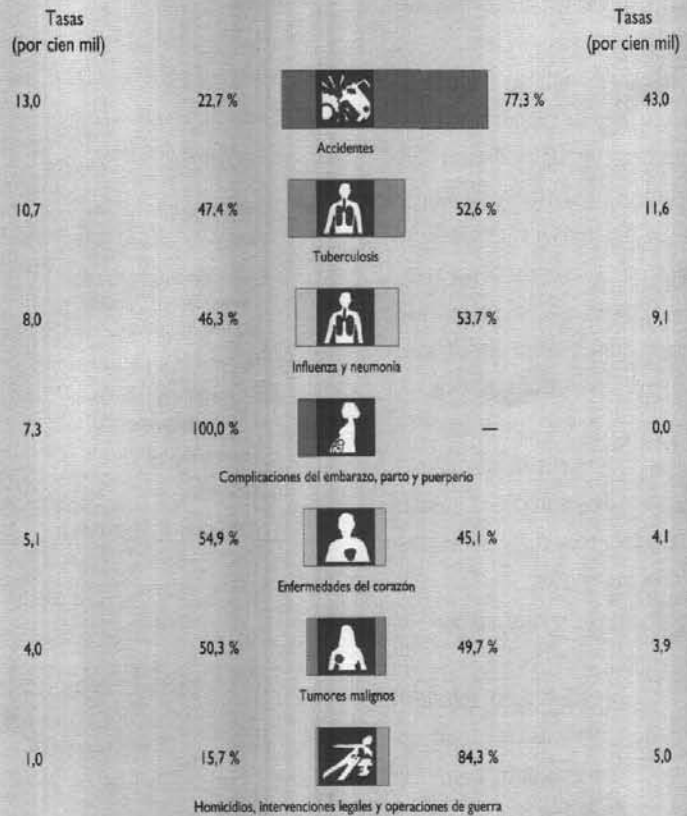 Tasas
(por cien mil)
Tasas
(por cien mil)
13,0 22,7 % 77,3 % 43,0
Accidentes
10,7 47,4 % 52,6 % 11,6
Tuberculosis
8,0 46,3 % 53,7 % 9,1
Influenza y neumonía
7,3 100,0 % — 0,0
Complicaciones del embarazo, parto y puerperio
5,1 54,9 % 45,1 % 4,1
Enfermedades del corazón
4,0 50,3 % 49,7 % 3,9
Tumores malignos
1,0 15,7 % 84,3 % 5,0
Homicidios, intervenciones legales y operaciones de guerra